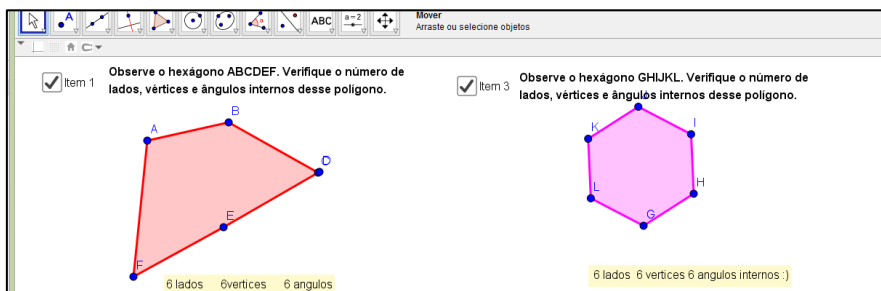 Mover
Arraste ou selecione objetos
A
ABC
a=2
Item 1
Observe o hexágono ABCDEF. Verifique o número de
lados, vértices e ângulos internos desse polígono.
B
A
E
F
6 lados 6vertices 6 angulos
Item 3
Observe o hexágono GHIJKL. Verifique o número de
lados, vértices e ângulos internos desse polígono.
K
I
L
H
G
6 lados 6 vertices 6 angulos internos :)